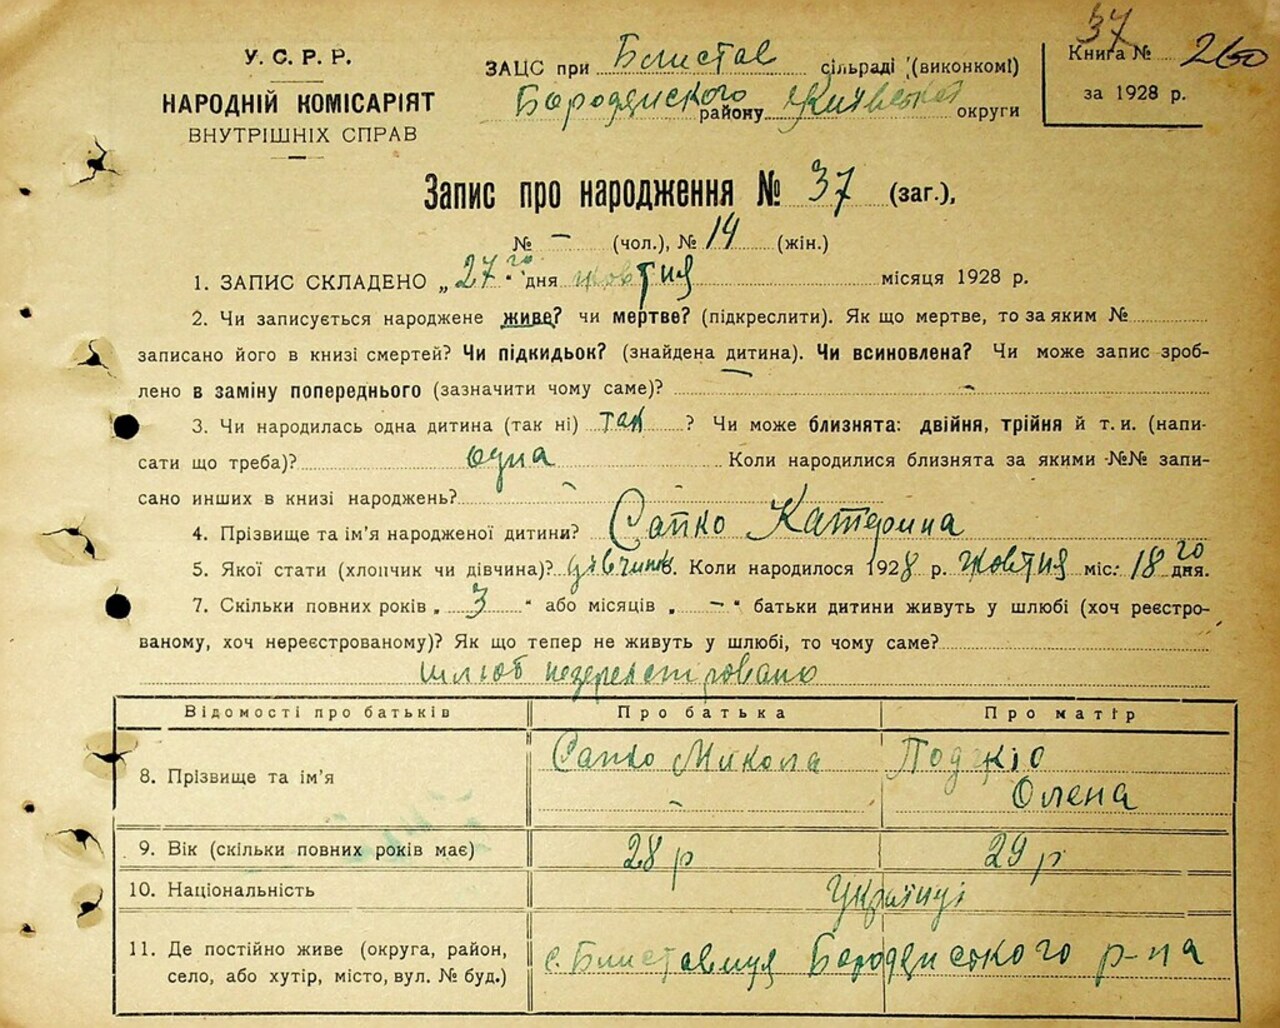 37
У. С. Р. Р.
НАРОДНІЙ КОМІСАРІЯТ
ВНУТРІШНІХ СПРАВ
ЗАЦС при Блистав сільраді (виконкомі)
Бородянского району Київської округи
Книга № 260
за 1928 р.
Запис про народження № 37 (заг.),
№ – (чол.), № 14 (жін.)
1. ЗАПИС СКЛАДЕНО „27го" дня жовтня місяця 1928 р.
2. Чи записується народжене живе? чи мертве? (підкреслити). Як що мертве, то за яким №
записано його в книзі смертей? Чи підкидьок? (знайдена дитина). Чи всиновлена? Чи може запис зроб-
лено в заміну попереднього (зазначити чому саме)? –
3. Чи народилась одна дитина (так ні) так ? Чи може близнята: двійня, трійня й т. и. (напи-
сати що треба)? одна Коли народилися близнята за якими №№ запи-
сано инших в книзі народжень? –
4. Прізвище та ім'я народженої дитини? Сапко Катерина
5. Якої стати (хлопчик чи дівчина)? дівчина. Коли народилося 1928 р. жовтня міс. 18го дня.
7. Скільки повних років „ 3 " або місяців „ – " батьки дитини живуть у шлюбі (хоч реєстро-
ваному, хоч нереєстрованому)? Як що тепер не живуть у шлюбі, то чому саме?
шлюб
Відомості про батьків Про батька Про матір
8. Прізвище та ім'я Сапко Микола
Олена
9. Вік (скільки повних років має) 28 р 29 р
10. Національність Українці
11. Де постійно живе (округа, район,
село, або хутір, місто, вул. № буд.) с. Блиставиця Бородянського р-на